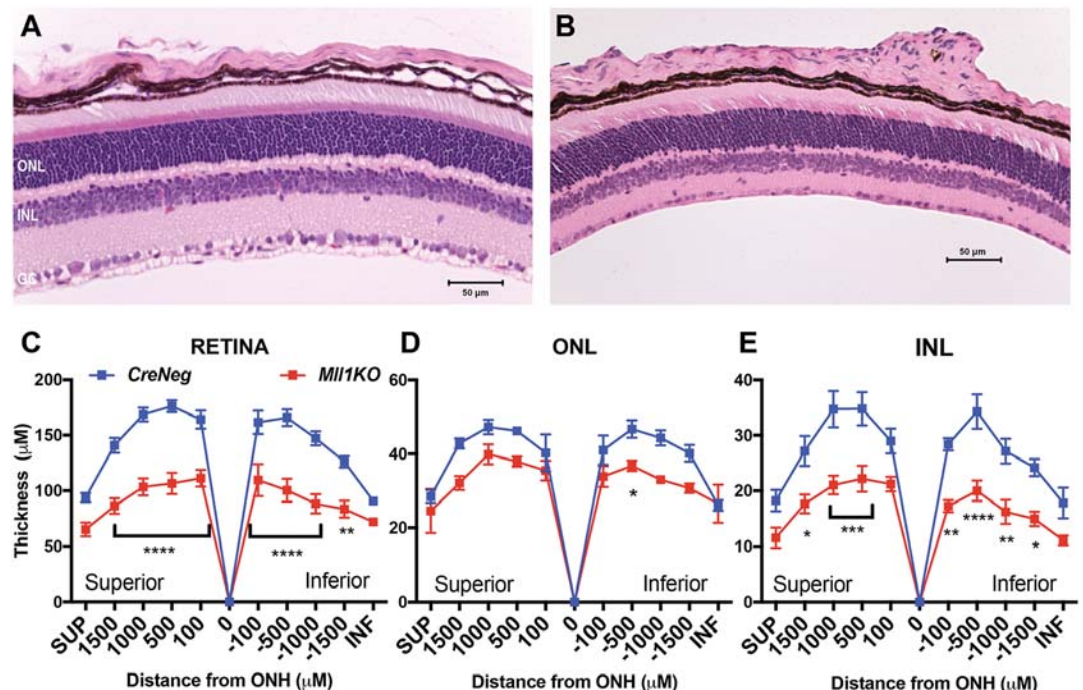 A
B
ONL
INL
GC
50 µm
50 µm
C
RETINA
CreNeg
Mll1KO
Thickness (µM)
200
150
100
50
0
****
****
**
Superior
Inferior
SUP
1500
1000
500
100
0
-100
-500
-1000
-1500
INF
Distance from ONH (µM)
D
ONL
60
40
20
0
*
Superior
Inferior
SUP
1500
1000
500
100
0
-100
-500
-1000
-1500
INF
Distance from ONH (µM)
E
INL
40
30
20
10
0
*
***
**
****
**
*
Superior
Inferior
SUP
1500
1000
500
100
0
-100
-500
-1000
-1500
INF
Distance from ONH (µM)